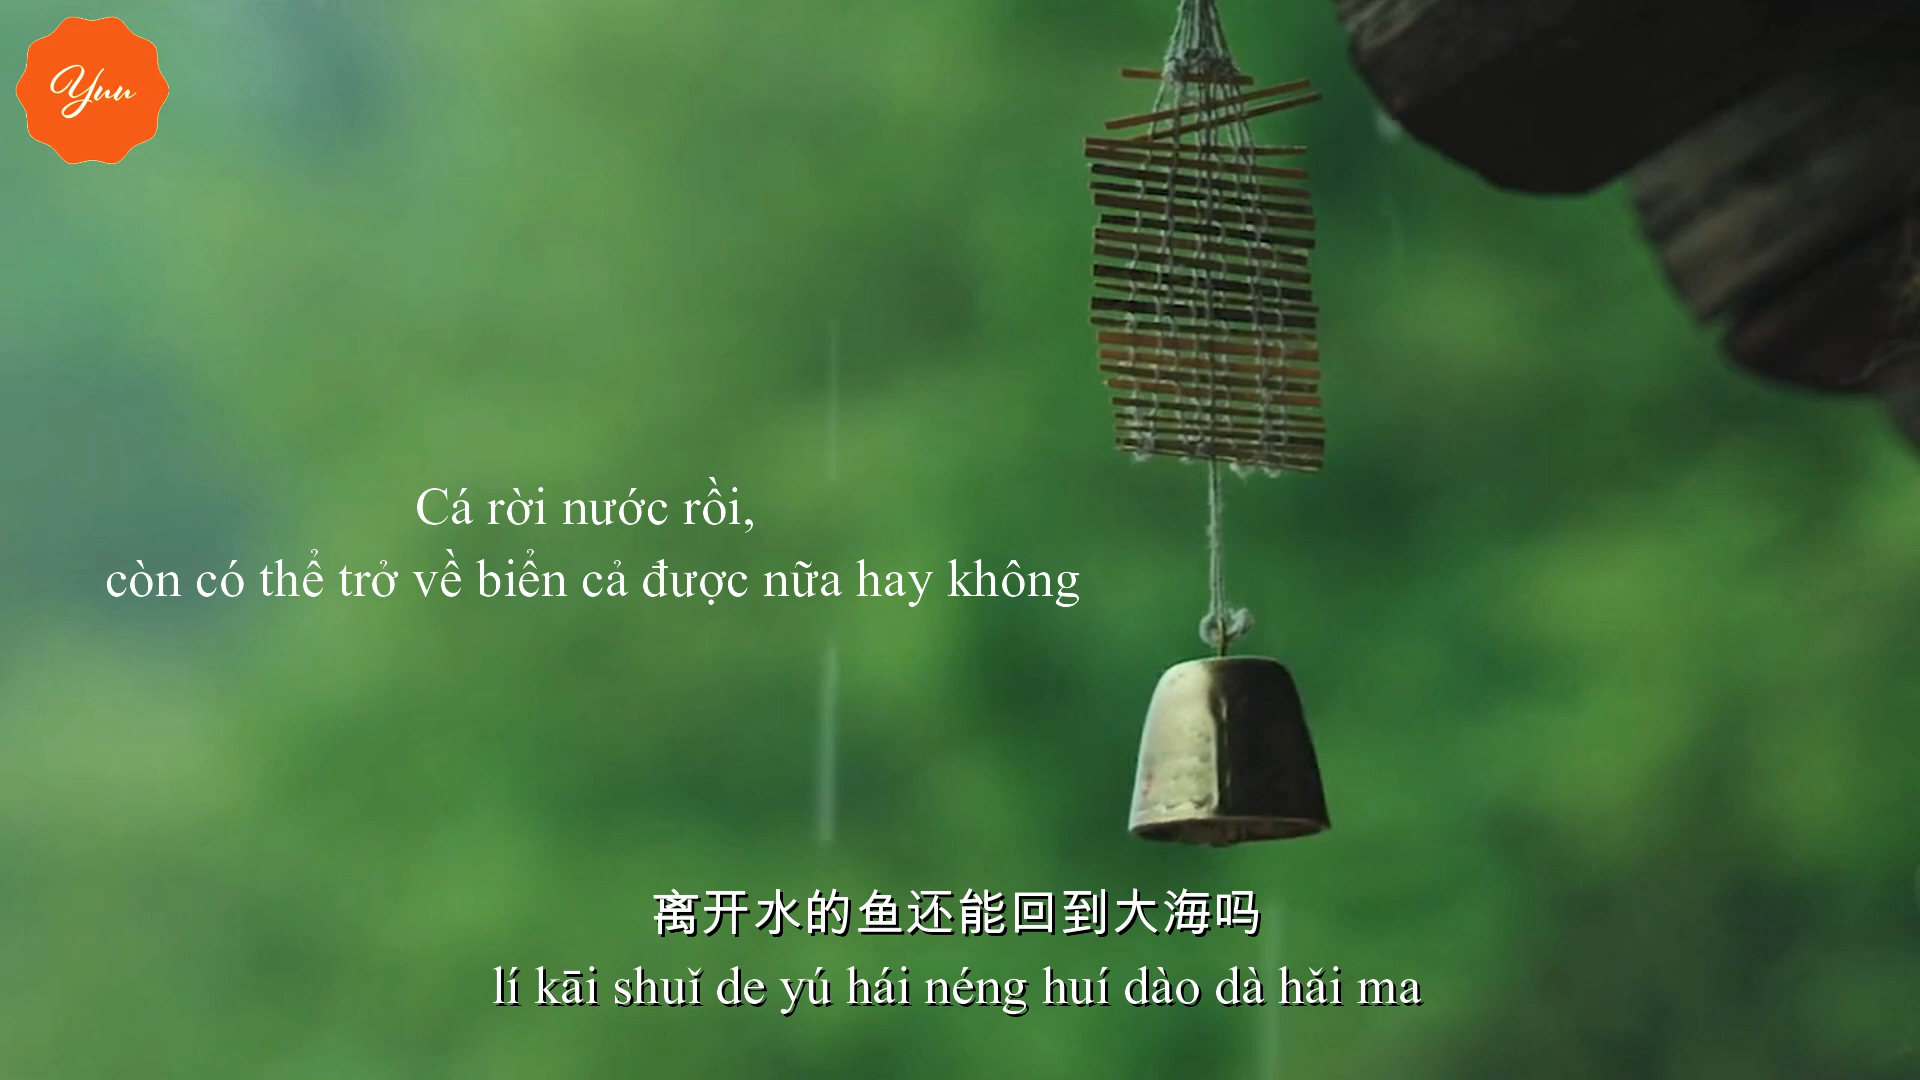 Yuu
Cá rời nước rồi,
còn có thể trở về biển cả được nữa hay không
离开水的鱼还能回到大海吗
lí kāi shuǐ de yú hái néng huí dào dà hǎi ma